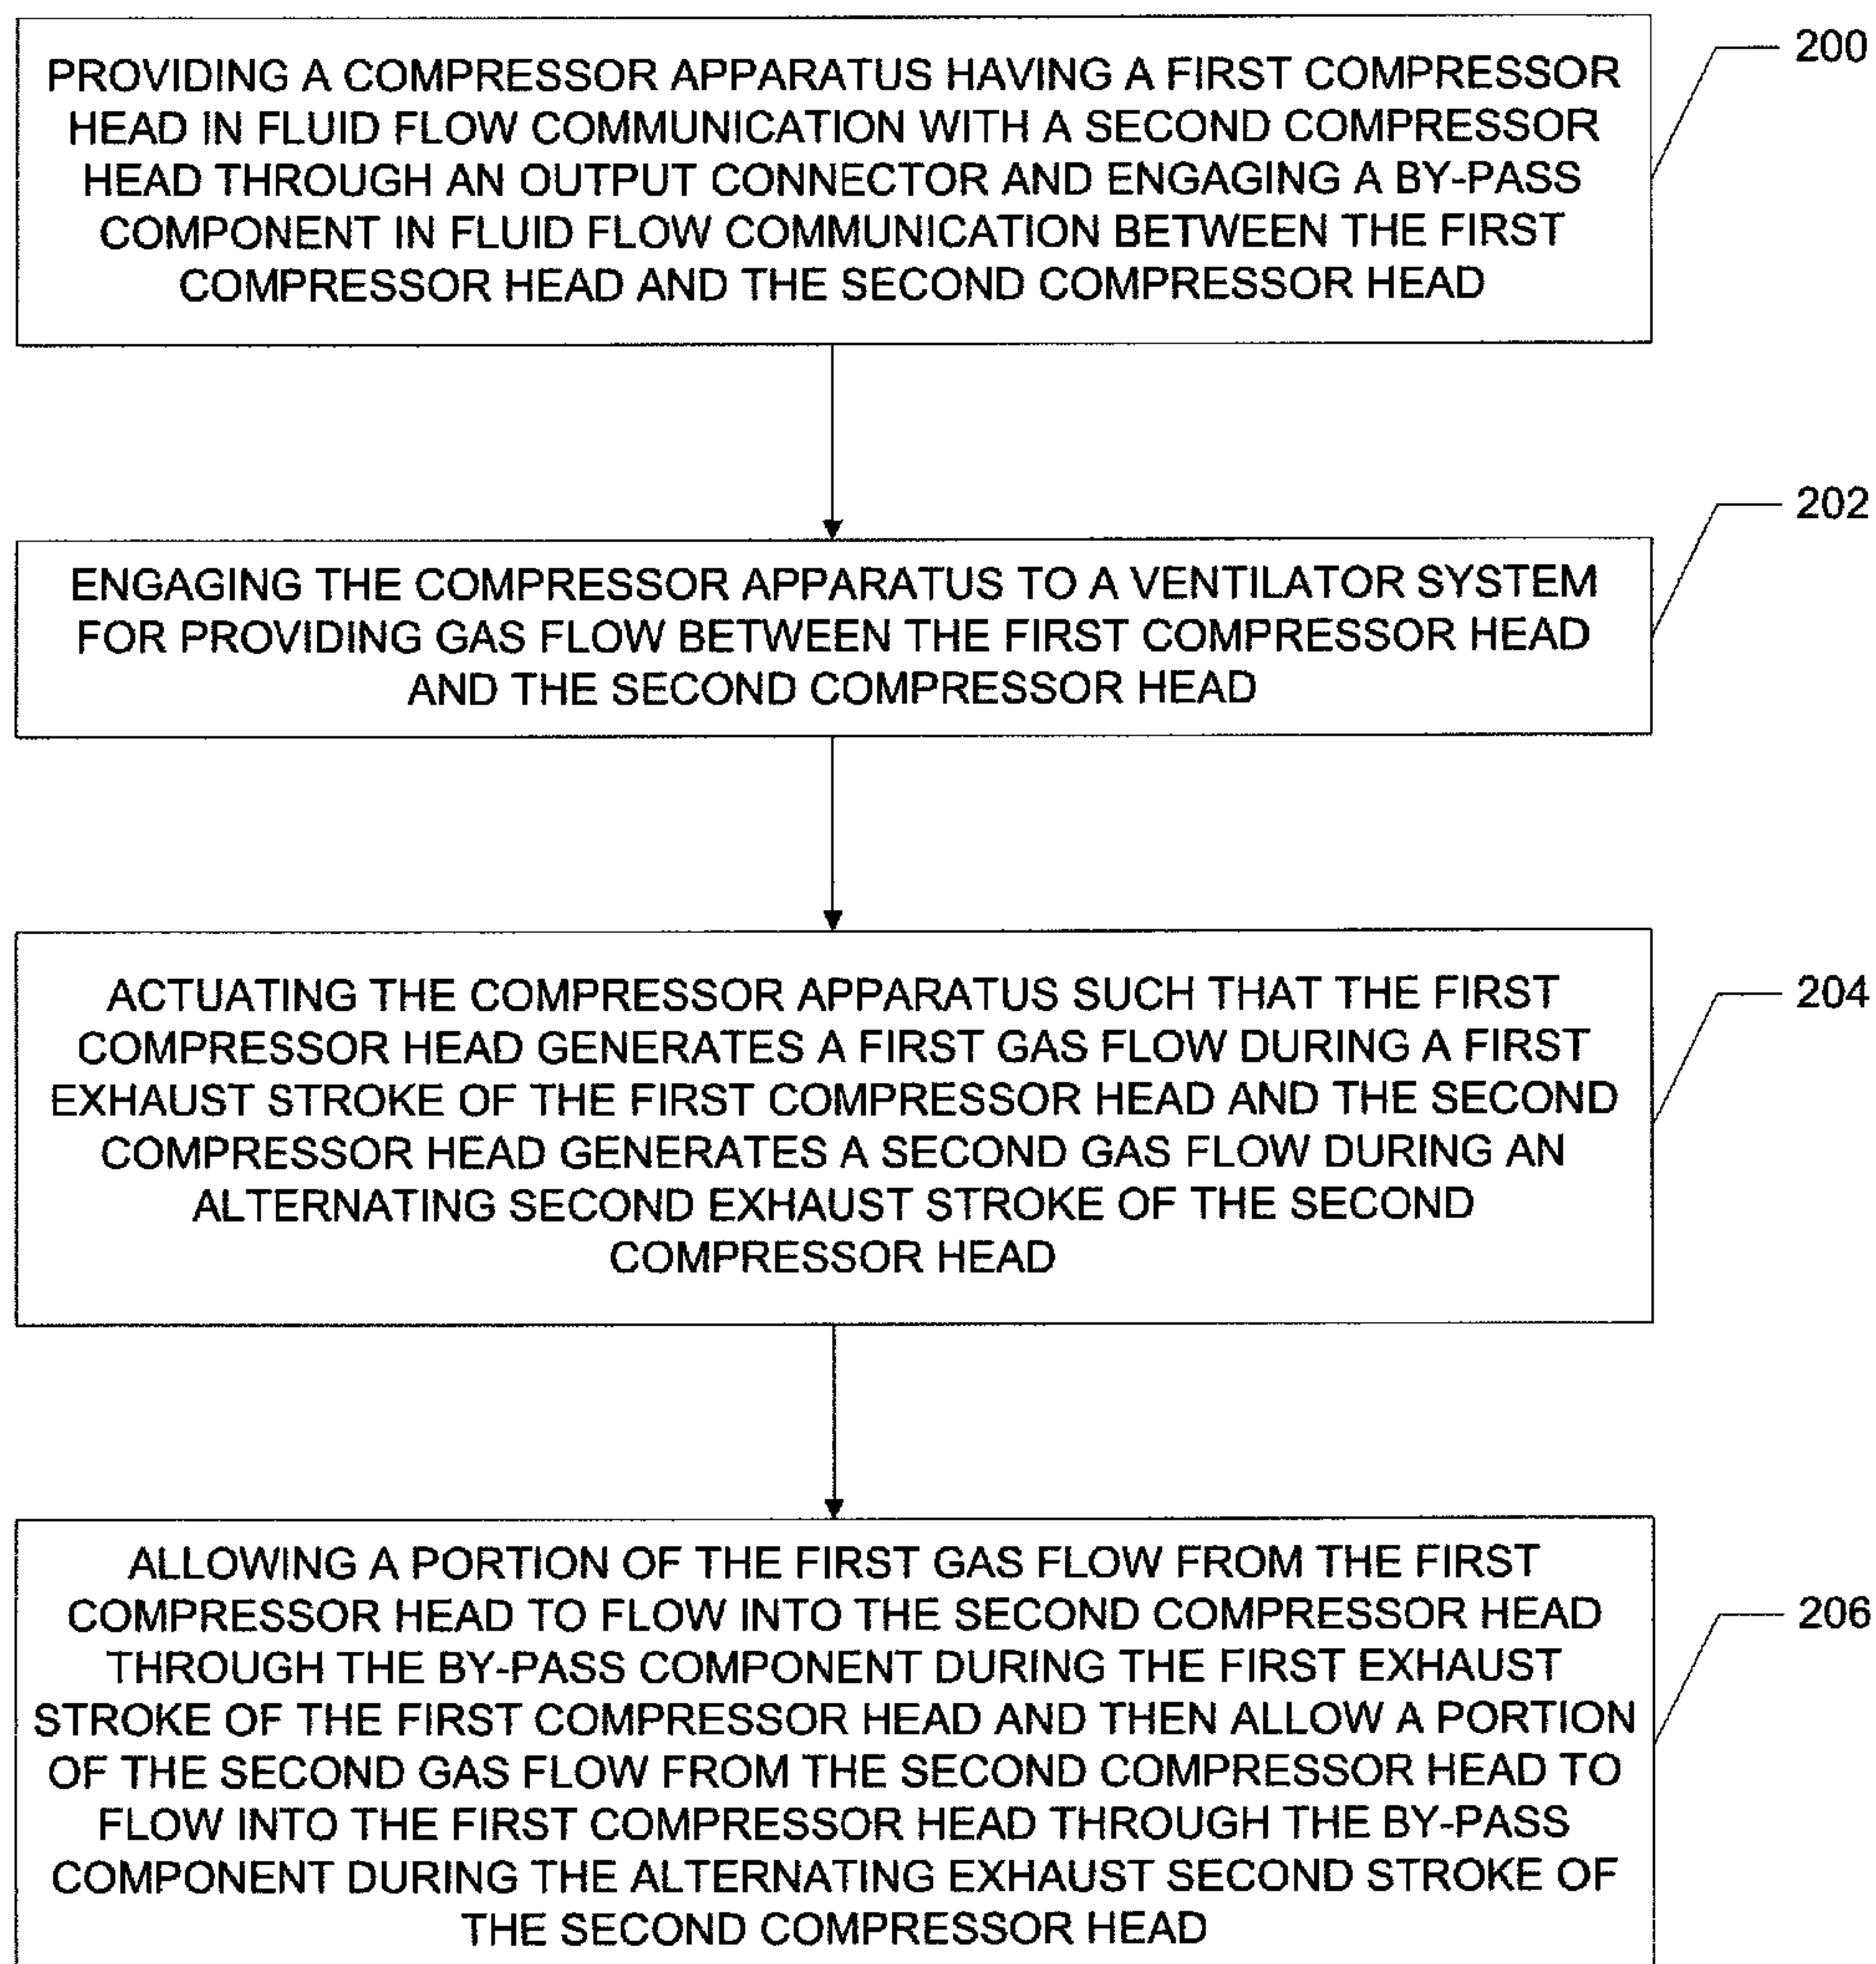 PROVIDING A COMPRESSOR APPARATUS HAVING A FIRST COMPRESSOR
HEAD IN FLUID FLOW COMMUNICATION WITH A SECOND COMPRESSOR
HEAD THROUGH AN OUTPUT CONNECTOR AND ENGAGING A BY-PASS
COMPONENT IN FLUID FLOW COMMUNICATION BETWEEN THE FIRST
COMPRESSOR HEAD AND THE SECOND COMPRESSOR HEAD
200
ENGAGING THE COMPRESSOR APPARATUS TO A VENTILATOR SYSTEM
FOR PROVIDING GAS FLOW BETWEEN THE FIRST COMPRESSOR HEAD
AND THE SECOND COMPRESSOR HEAD
202
ACTUATING THE COMPRESSOR APPARATUS SUCH THAT THE FIRST
COMPRESSOR HEAD GENERATES A FIRST GAS FLOW DURING A FIRST
EXHAUST STROKE OF THE FIRST COMPRESSOR HEAD AND THE SECOND
COMPRESSOR HEAD GENERATES A SECOND GAS FLOW DURING AN
ALTERNATING SECOND EXHAUST STROKE OF THE SECOND
COMPRESSOR HEAD
204
ALLOWING A PORTION OF THE FIRST GAS FLOW FROM THE FIRST
COMPRESSOR HEAD TO FLOW INTO THE SECOND COMPRESSOR HEAD
THROUGH THE BY-PASS COMPONENT DURING THE FIRST EXHAUST
STROKE OF THE FIRST COMPRESSOR HEAD AND THEN ALLOW A PORTION
OF THE SECOND GAS FLOW FROM THE SECOND COMPRESSOR HEAD TO
FLOW INTO THE FIRST COMPRESSOR HEAD THROUGH THE BY-PASS
COMPONENT DURING THE ALTERNATING EXHAUST SECOND STROKE OF
THE SECOND COMPRESSOR HEAD
206